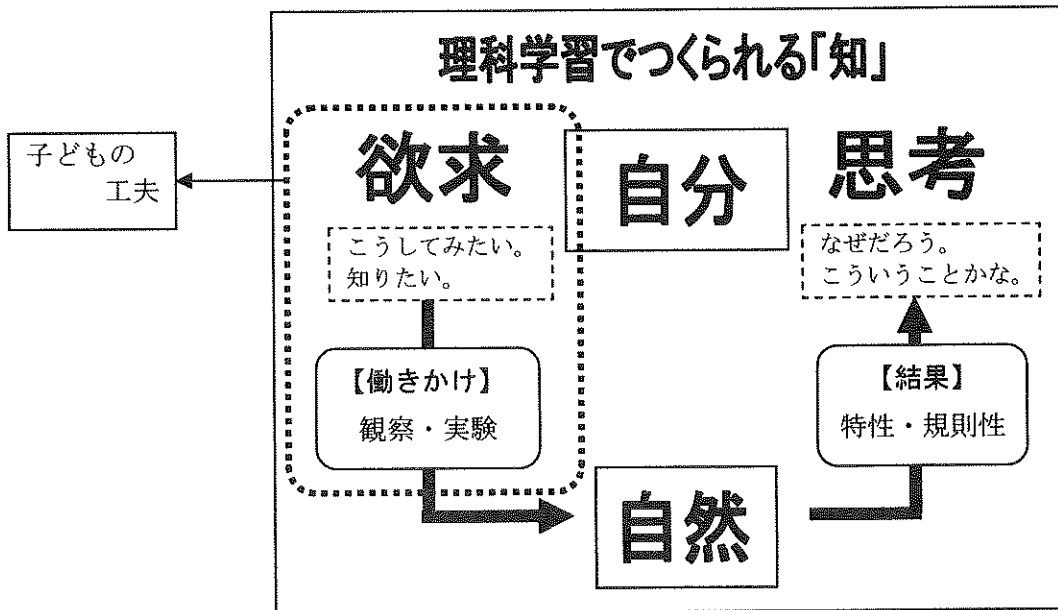 理科学習でつくられる「知」
子どもの
工夫
欲求
自分
思考
こうしてみたい。
知りたい。
なぜだろう。
こういうことかな。
【働きかけ】
観察・実験
【結果】
特性・規則性
自然